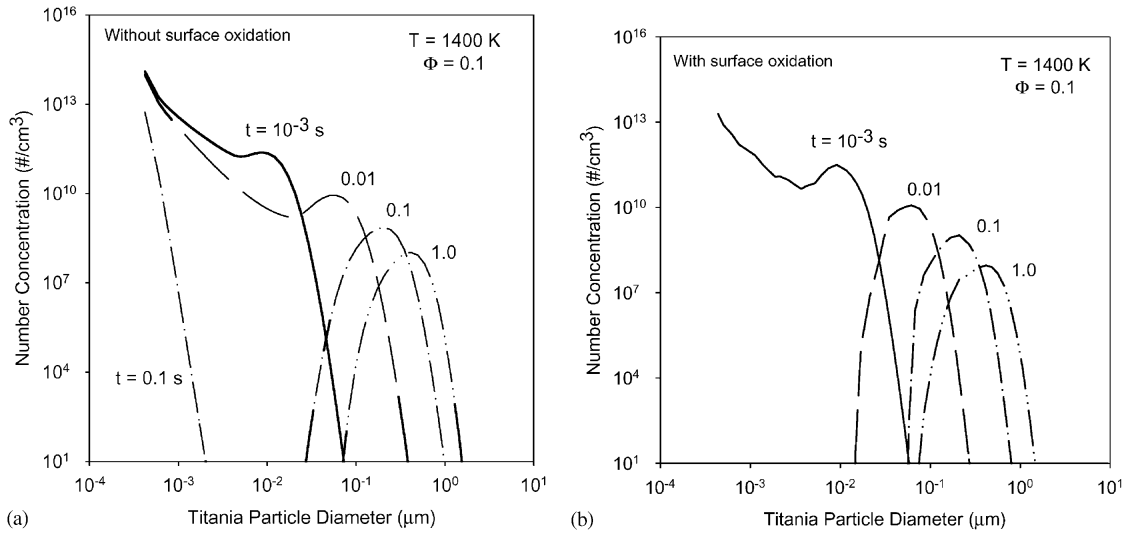 10^16
Without surface oxidation
T = 1400 K
Φ = 0.1
10^13
t = 10^-3 s
10^10
0.01
0.1
1.0
10^7
10^4
t = 0.1 s
10^1
10^-4
10^-3
10^-2
10^-1
10^0
10^1
Number Concentration (#/cm^3)
Titania Particle Diameter (μm)
(a)
10^16
With surface oxidation
T = 1400 K
Φ = 0.1
10^13
t = 10^-3 s
10^10
0.01
0.1
1.0
10^7
10^4
10^1
10^-4
10^-3
10^-2
10^-1
10^0
10^1
Number Concentration (#/cm^3)
Titania Particle Diameter (μm)
(b)